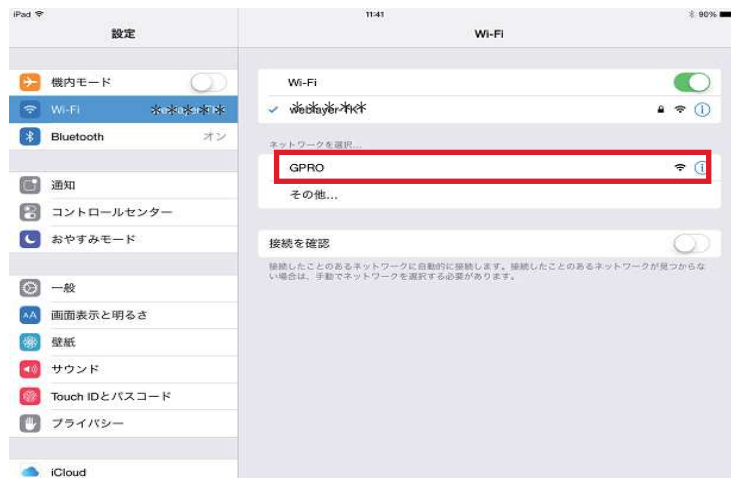 iPad 11:41 90%
設定
Wi-Fi
機内モード
Wi-Fi
Bluetooth オン
通知
コントロールセンター
おやすみモード
一般
画面表示と明るさ
壁紙
サウンド
Touch IDとパスコード
プライバシー
iCloud
Wi-Fi
ネットワークを選択...
GPRO
その他...
接続を確認
接続したことのあるネットワークに自動的に接続します。接続したことのあるネットワークが見つからな
い場合は、手動でネットワークを選択する必要があります。